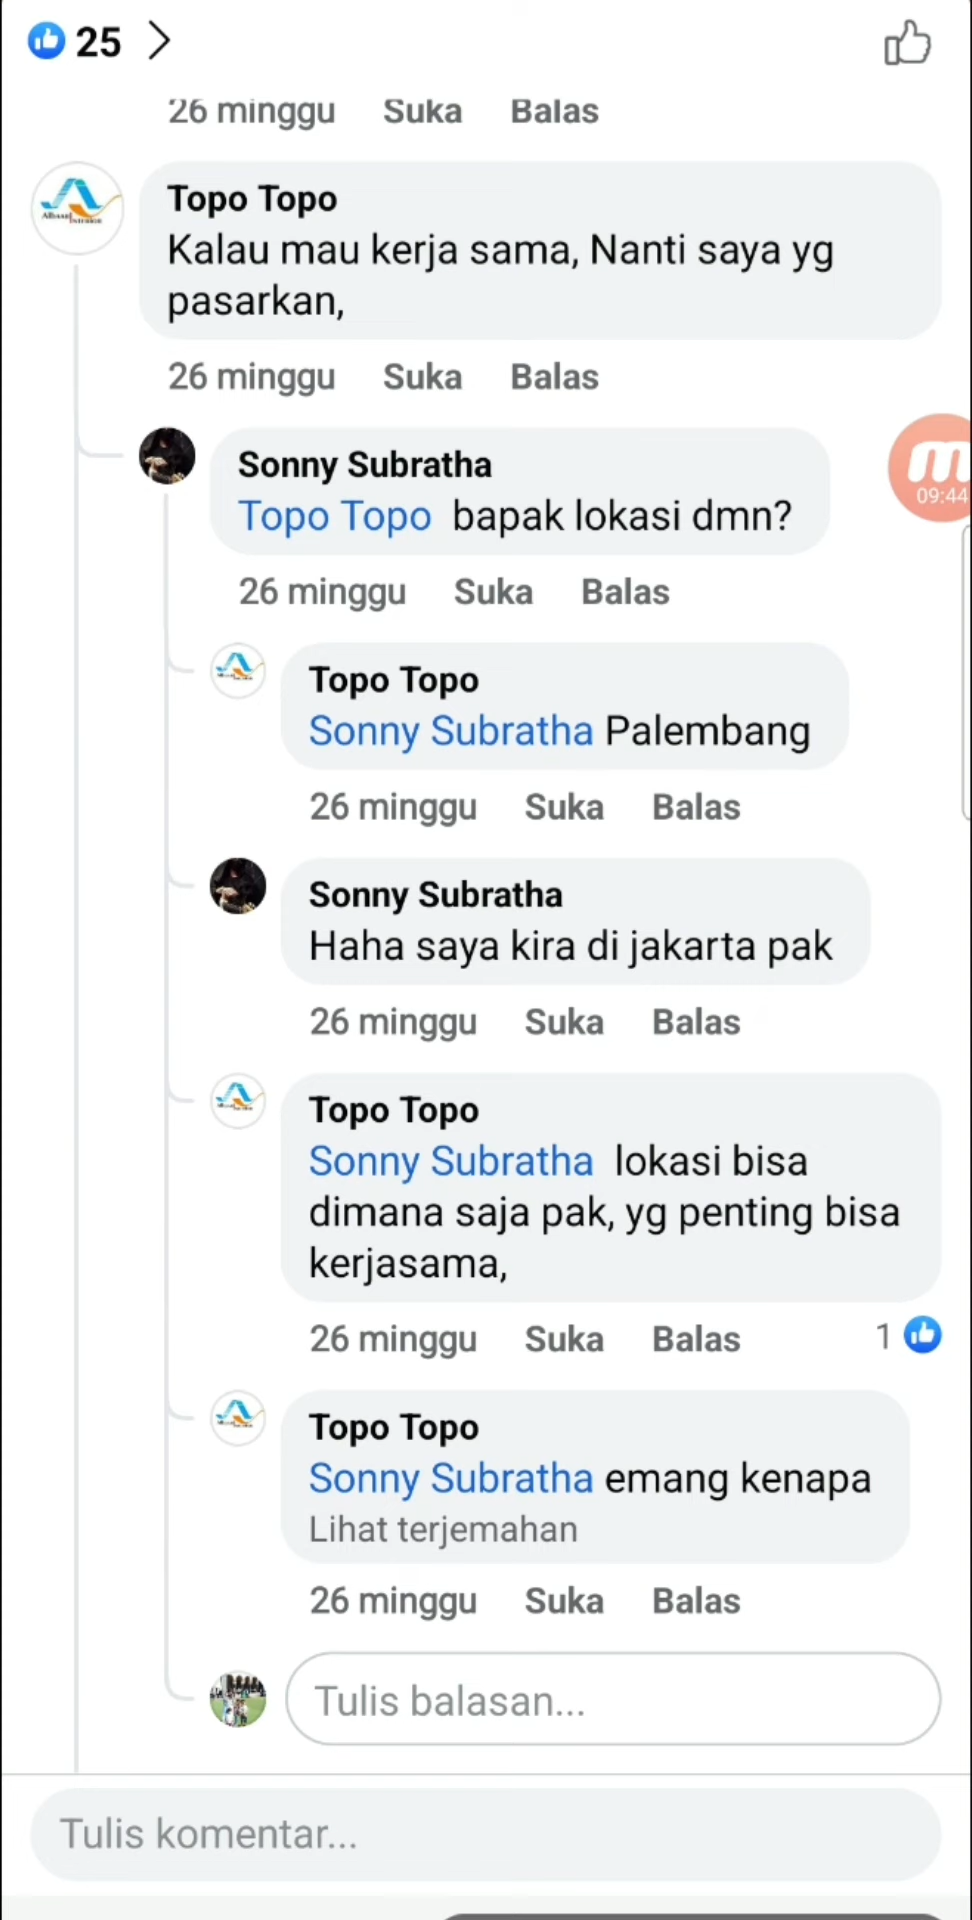 25
26 minggu Suka Balas
Topo Topo
Kalau mau kerja sama, Nanti saya yg
pasarkan,
26 minggu Suka Balas
Sonny Subratha
Topo Topo bapak lokasi dmn?
09:44
26 minggu Suka Balas
Topo Topo
Sonny Subratha Palembang
26 minggu Suka Balas
Sonny Subratha
Haha saya kira di jakarta pak
26 minggu Suka Balas
Topo Topo
Sonny Subratha lokasi bisa
dimana saja pak, yg penting bisa
kerjasama,
26 minggu Suka Balas 1
Topo Topo
Sonny Subratha emang kenapa
Lihat terjemahan
26 minggu Suka Balas
Tulis balasan...
Tulis komentar...